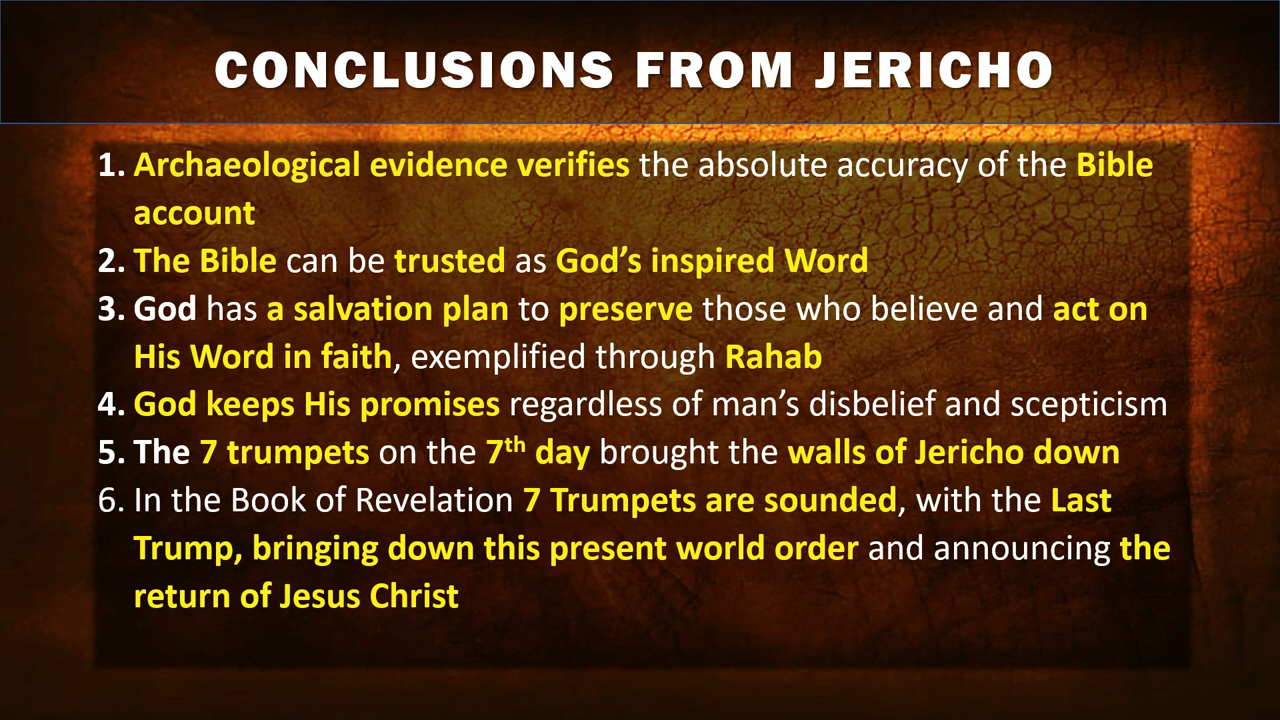 CONCLUSIONS FROM JERICHO
1. Archaeological evidence verifies the absolute accuracy of the Bible
account
2. The Bible can be trusted as God’s inspired Word
3. God has a salvation plan to preserve those who believe and act on
His Word in faith, exemplified through Rahab
4. God keeps His promises regardless of man’s disbelief and scepticism
5. The 7 trumpets on the 7th day brought the walls of Jericho down
6. In the Book of Revelation 7 Trumpets are sounded, with the Last
Trump, bringing down this present world order and announcing the
return of Jesus Christ